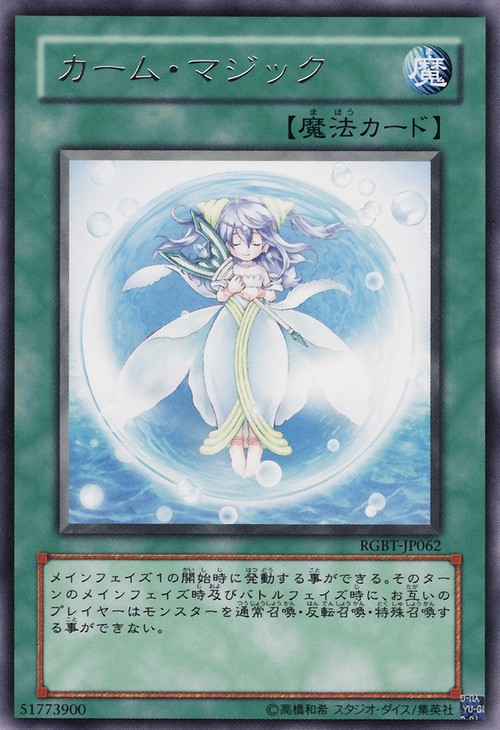 カーム・マジック
魔
【魔法カード】
まほう
RGBT-JP062
メインフェイズ1の開始時に発動する事ができる。そのター
ンのメインフェイズ時及びバトルフェイズ時に、お互いの
プレイヤーはモンスターを通常召喚・反転召喚・特殊召喚す
る事ができない。
51773900
©高橋和希 スタジオ・ダイス/集英社